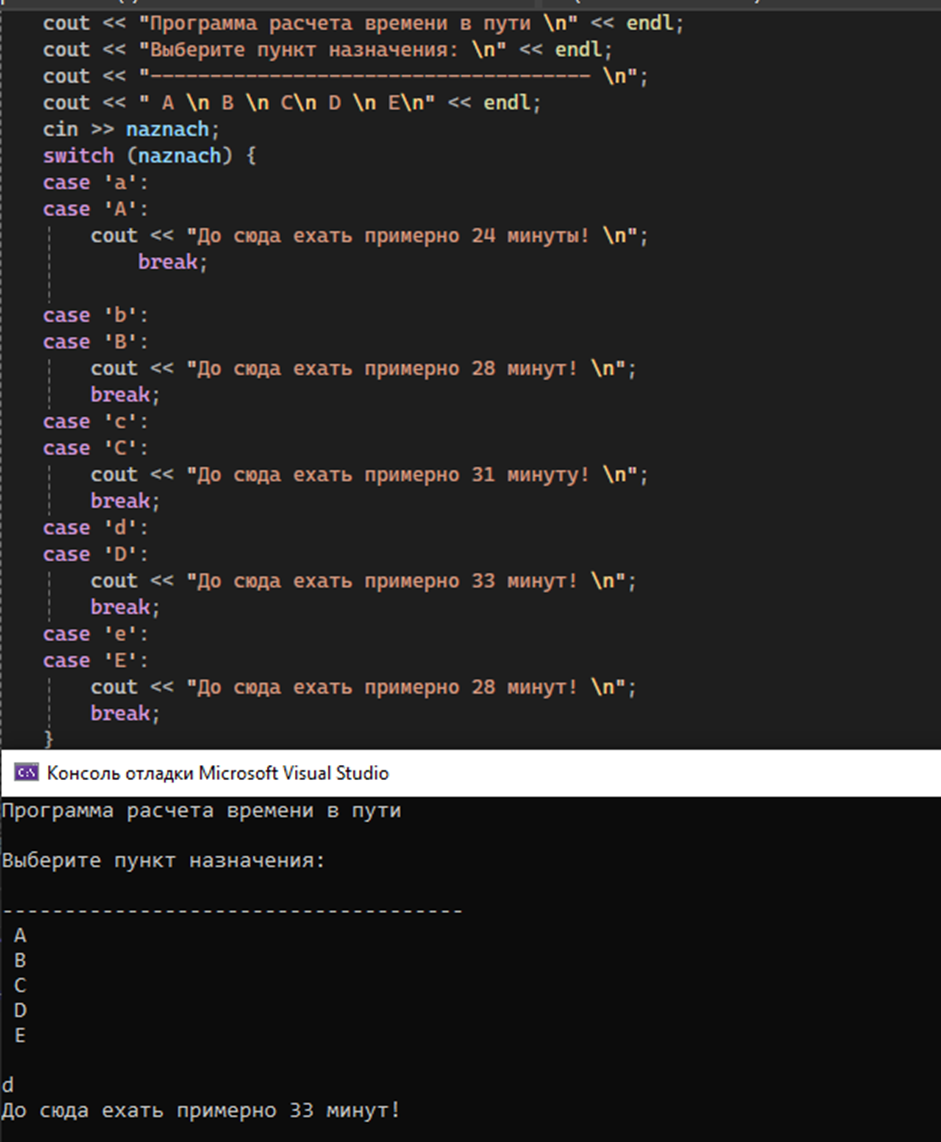 cout << "Программа расчета времени в пути \n" << endl;
cout << "Выберите пункт назначения: \n" << endl;
cout << "------------------------------------- \n";
cout << " A \n B \n C\n D \n E\n" << endl;
cin >> naznach;
switch (naznach) {
case 'a':
case 'A':
cout << "До сюда ехать примерно 24 минуты! \n";
break;
case 'b':
case 'B':
cout << "До сюда ехать примерно 28 минут! \n";
break;
case 'c':
case 'C':
cout << "До сюда ехать примерно 31 минуту! \n";
break;
case 'd':
case 'D':
cout << "До сюда ехать примерно 33 минут! \n";
break;
case 'e':
case 'E':
cout << "До сюда ехать примерно 28 минут! \n";
break;
}
C:\ Консоль отладки Microsoft Visual Studio
Программа расчета времени в пути
Выберите пункт назначения:
-------------------------------------
A
B
C
D
E
d
До сюда ехать примерно 33 минут!